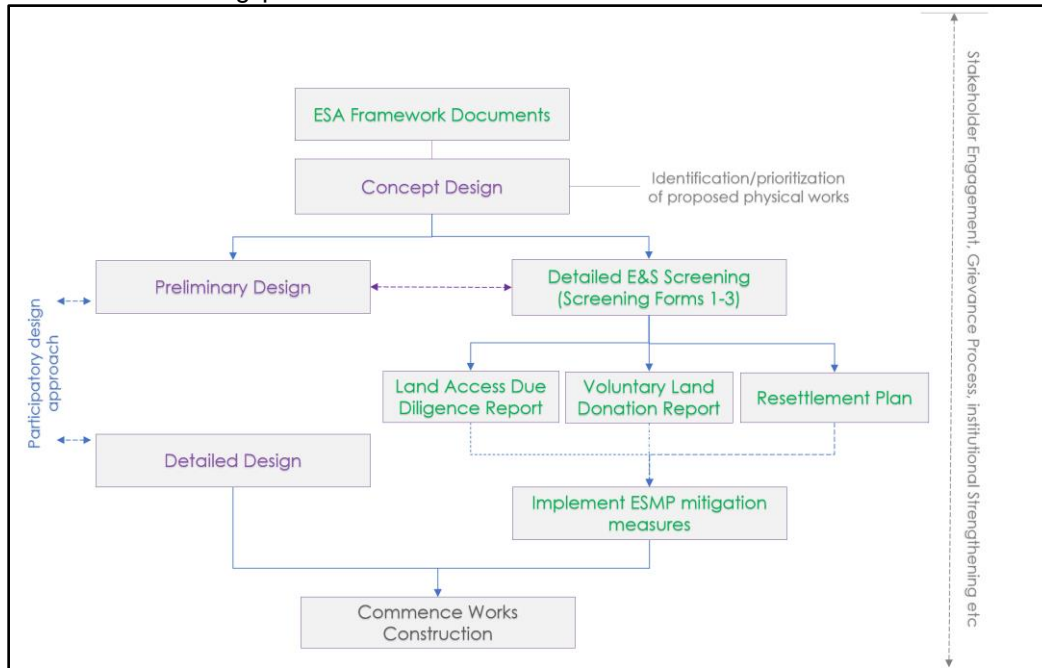 ESA Framework Documents
Concept Design
Identification/prioritization
of proposed physical works
Preliminary Design
Detailed E&S Screening
(Screening Forms 1-3)
Participatory design
approach
Land Access Due
Diligence Report
Voluntary Land
Donation Report
Resettlement Plan
Detailed Design
Implement ESMP mitigation
measures
Commence Works
Construction
Stakeholder Engagement, Grievance Process, institutional Strengthening etc